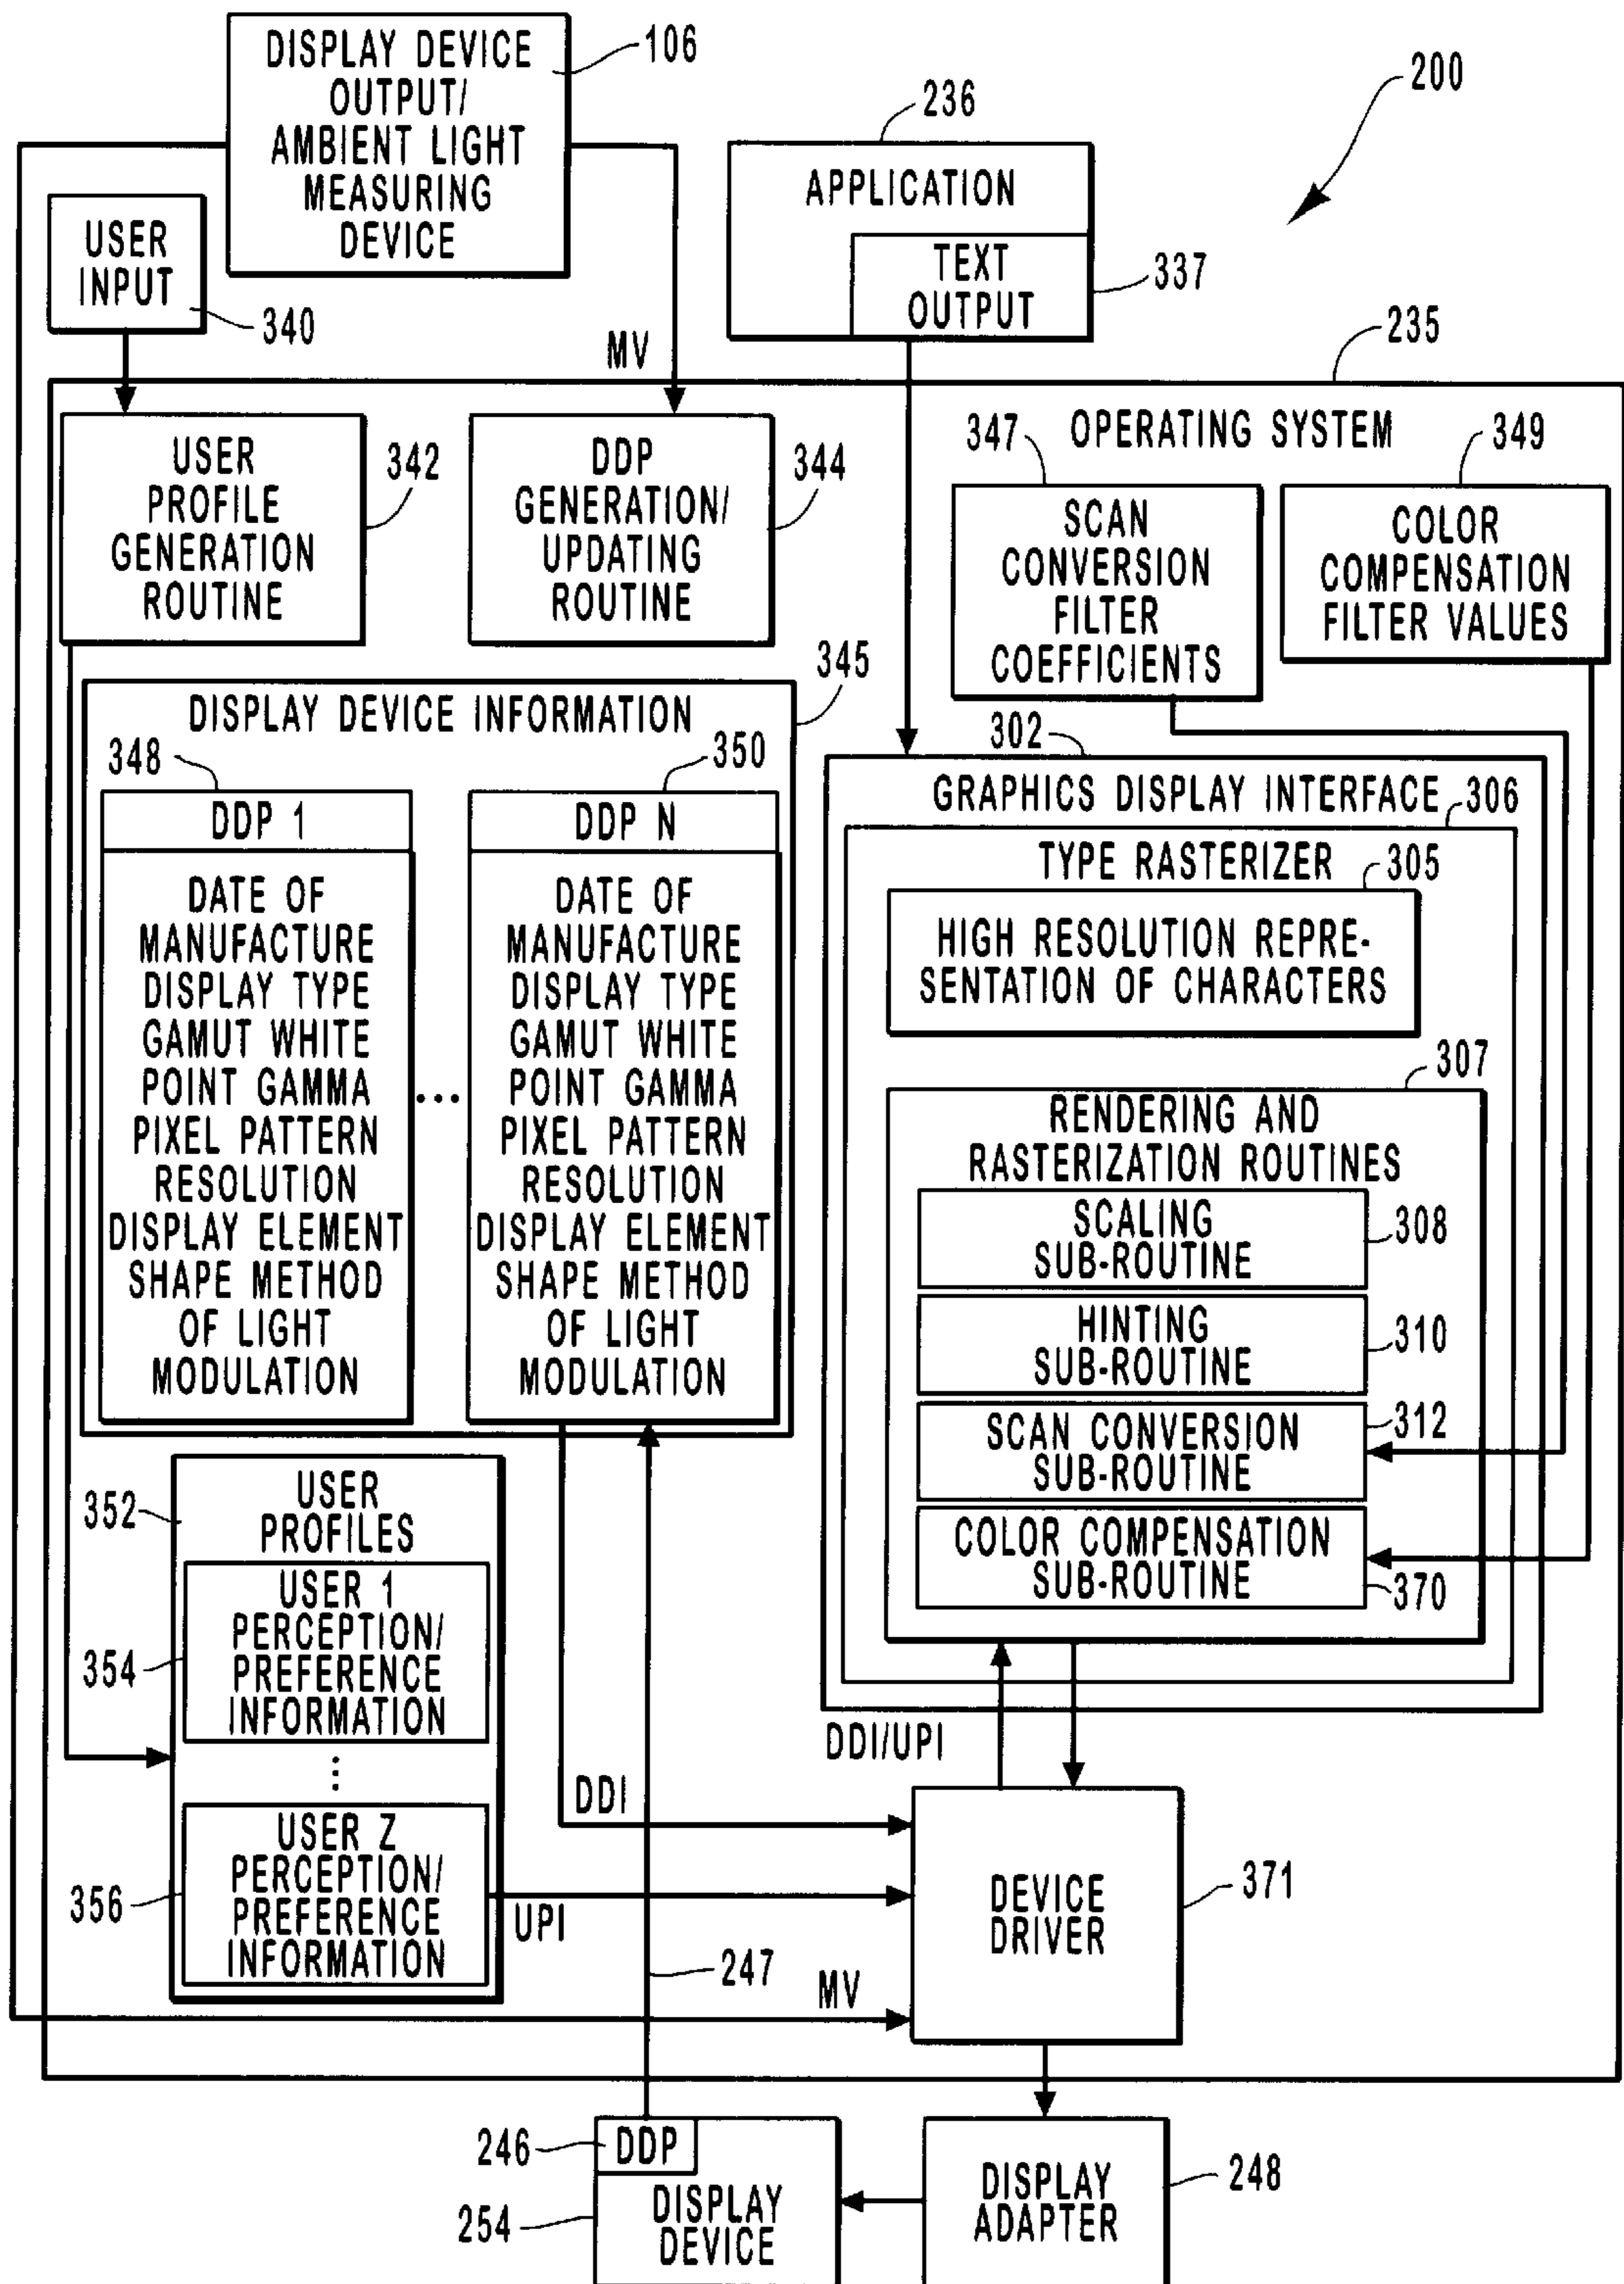 DISPLAY DEVICE
OUTPUT/
AMBIENT LIGHT
MEASURING
DEVICE
106
200
236
APPLICATION
TEXT
OUTPUT
337
USER
INPUT
340
MV
235
OPERATING SYSTEM
USER
PROFILE
GENERATION
ROUTINE
342
DDP
GENERATION/
UPDATING
ROUTINE
344
347
SCAN
CONVERSION
FILTER
COEFFICIENTS
349
COLOR
COMPENSATION
FILTER VALUES
345
DISPLAY DEVICE INFORMATION
348
DDP 1
DATE OF
MANUFACTURE
DISPLAY TYPE
GAMUT WHITE
POINT GAMMA
PIXEL PATTERN
RESOLUTION
DISPLAY ELEMENT
SHAPE METHOD
OF LIGHT
MODULATION
...
350
DDP N
DATE OF
MANUFACTURE
DISPLAY TYPE
GAMUT WHITE
POINT GAMMA
PIXEL PATTERN
RESOLUTION
DISPLAY ELEMENT
SHAPE METHOD
OF LIGHT
MODULATION
302
GRAPHICS DISPLAY INTERFACE
306
TYPE RASTERIZER
305
HIGH RESOLUTION REPRE-
SENTATION OF CHARACTERS
307
RENDERING AND
RASTERIZATION ROUTINES
SCALING
SUB-ROUTINE
308
HINTING
SUB-ROUTINE
310
SCAN CONVERSION
SUB-ROUTINE
312
COLOR COMPENSATION
SUB-ROUTINE
370
352
USER
PROFILES
USER 1
PERCEPTION/
PREFERENCE
INFORMATION
354
...
USER Z
PERCEPTION/
PREFERENCE
INFORMATION
356
DDI
UPI
247
MV
DDI/UPI
DEVICE
DRIVER
371
246
DDP
254
DISPLAY
DEVICE
DISPLAY
ADAPTER
248